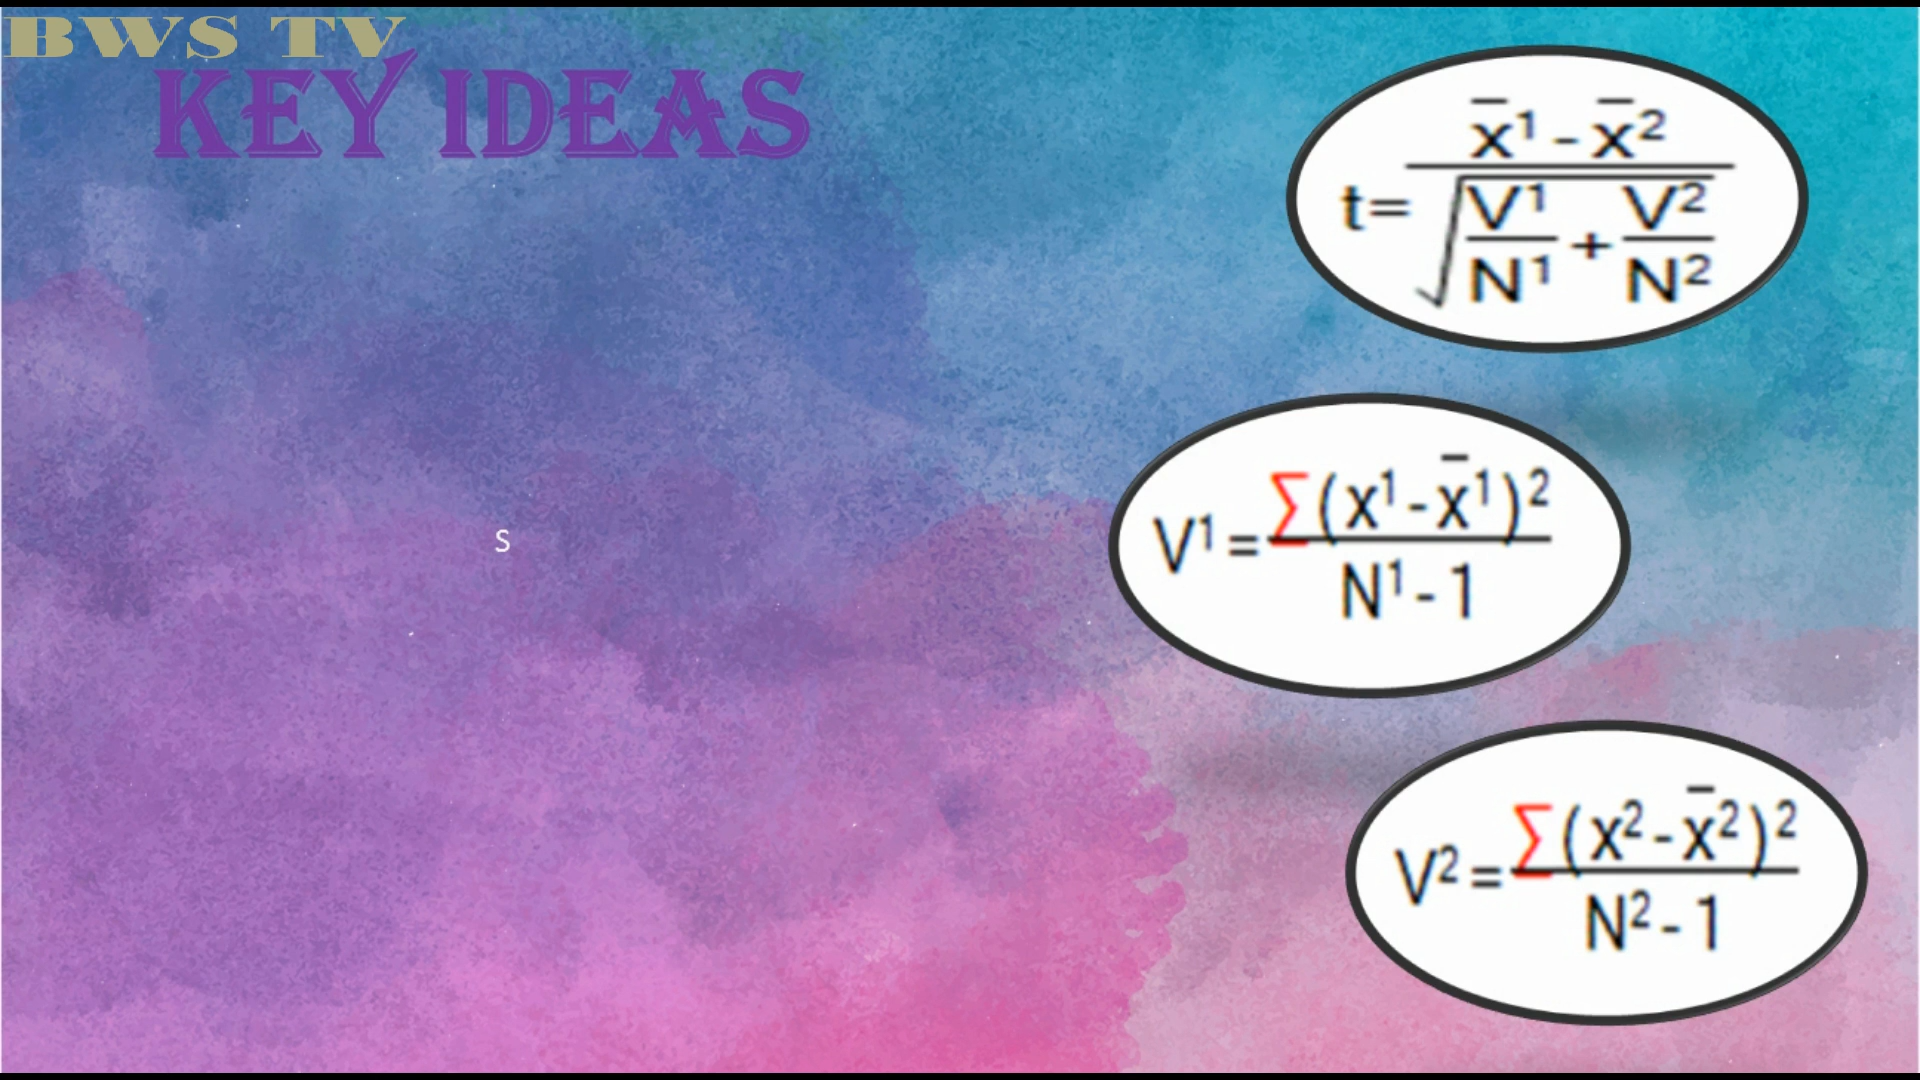 BWS TV
KEY IDEAS
t= x̄¹ - x̄² / √(V¹/N¹ + V²/N²)
s
V¹ = ∑(x¹ - x̄¹)² / N¹ - 1
V² = ∑(x² - x̄²)² / N² - 1